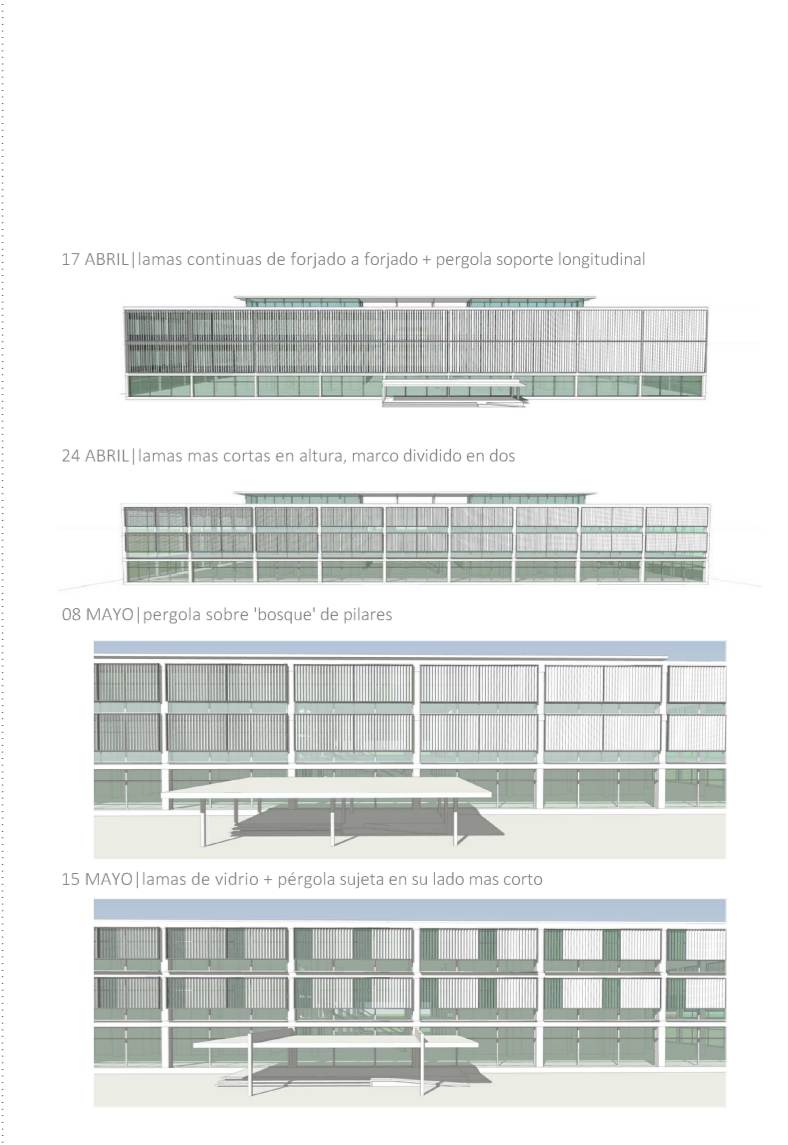 17 ABRIL|lamas continuas de forjado a forjado + pergola soporte longitudinal
24 ABRIL|lamas mas cortas en altura, marco dividido en dos
08 MAYO|pergola sobre 'bosque' de pilares
15 MAYO|lamas de vidrio + pérgola sujeta en su lado mas corto